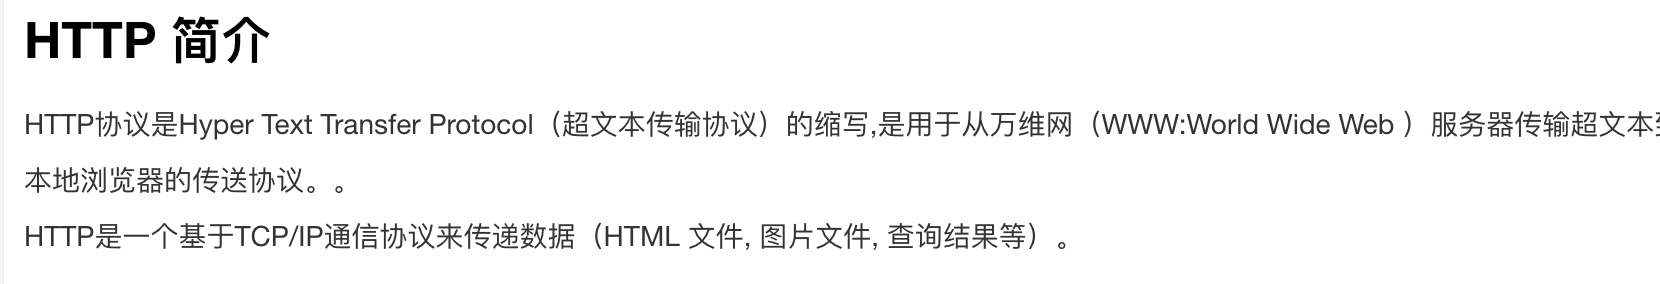 HTTP 简介
HTTP协议是Hyper Text Transfer Protocol（超文本传输协议）的缩写,是用于从万维网（WWW:World Wide Web ）服务器传输超文本到
本地浏览器的传送协议。。
HTTP是一个基于TCP/IP通信协议来传递数据（HTML 文件, 图片文件, 查询结果等）。